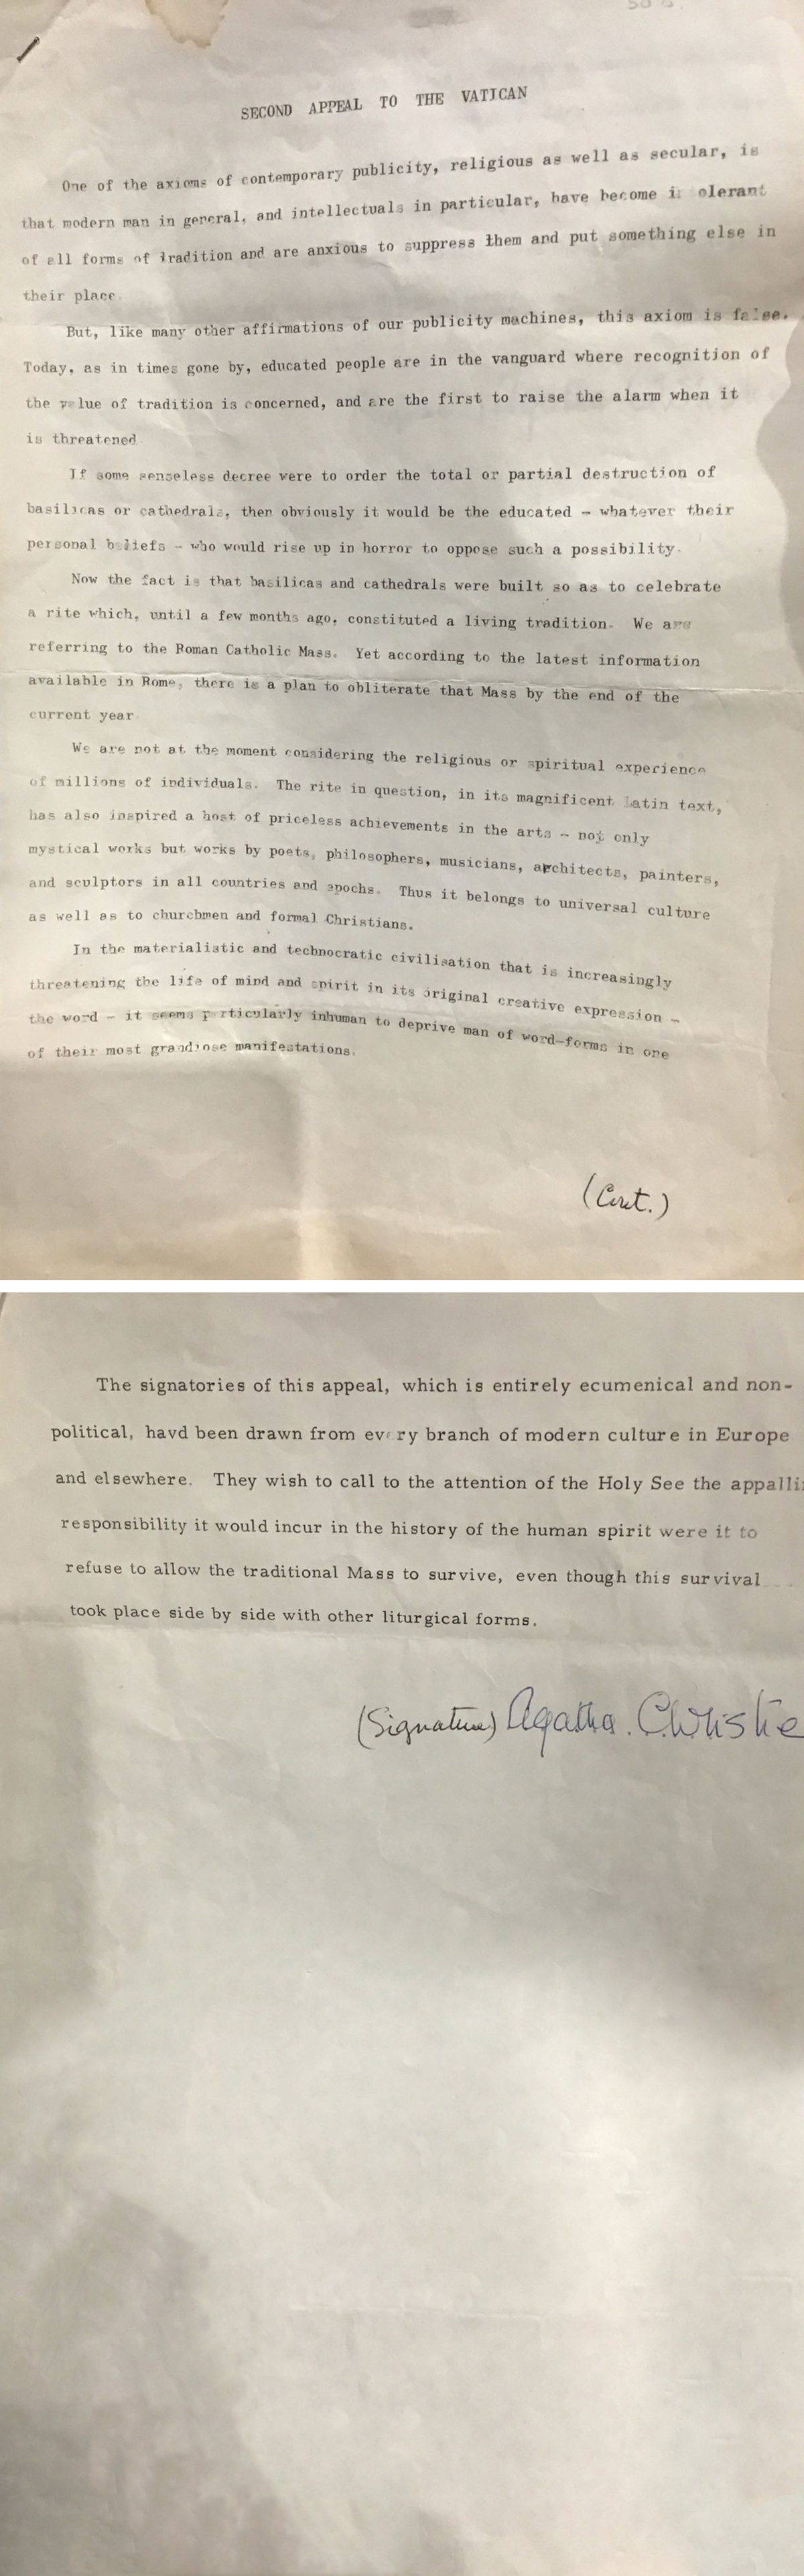 SECOND APPEAL TO THE VATICAN
One of the axioms of contemporary publicity, religious as well as secular, is
that modern man in general, and intellectuals in particular, have become i olerant
of all forms of tradition and are anxious to suppress them and put something else in
their place.
But, like many other affirmations of our publicity machines, this axiom is false.
Today, as in times gone by, educated people are in the vanguard where recognition of
the value of tradition is concerned, and are the first to raise the alarm when it
is threatened.
If some senseless decree were to order the total or partial destruction of
basilicas or cathedrals, then obviously it would be the educated - whatever their
personal beliefs - who would rise up in horror to oppose such a possibility.
Now the fact is that basilicas and cathedrals were built so as to celebrate
a rite which, until a few months ago, constituted a living tradition. We are
referring to the Roman Catholic Mass. Yet according to the latest information
available in Rome, there is a plan to obliterate that Mass by the end of the
current year.
We are not at the moment considering the religious or spiritual experience
of millions of individuals. The rite in question, in its magnificent Latin text,
has also inspired a host of priceless achievements in the arts - not only
mystical works but works by poets, philosophers, musicians, architects, painters,
and sculptors in all countries and epochs. Thus it belongs to universal culture
as well as to churchmen and formal Christians.
In the materialistic and technocratic civilisation that is increasingly
threatening the life of mind and spirit in its original creative expression -
the word - it seems particularly inhuman to deprive man of word-forms in one
of their most grandiose manifestations.
(Cont.)
The signatories of this appeal, which is entirely ecumenical and non-
political, havd been drawn from every branch of modern culture in Europe
and elsewhere. They wish to call to the attention of the Holy See the appalli
responsibility it would incur in the history of the human spirit were it to
refuse to allow the traditional Mass to survive, even though this survival
took place side by side with other liturgical forms.
(Signature) Agatha. Christie